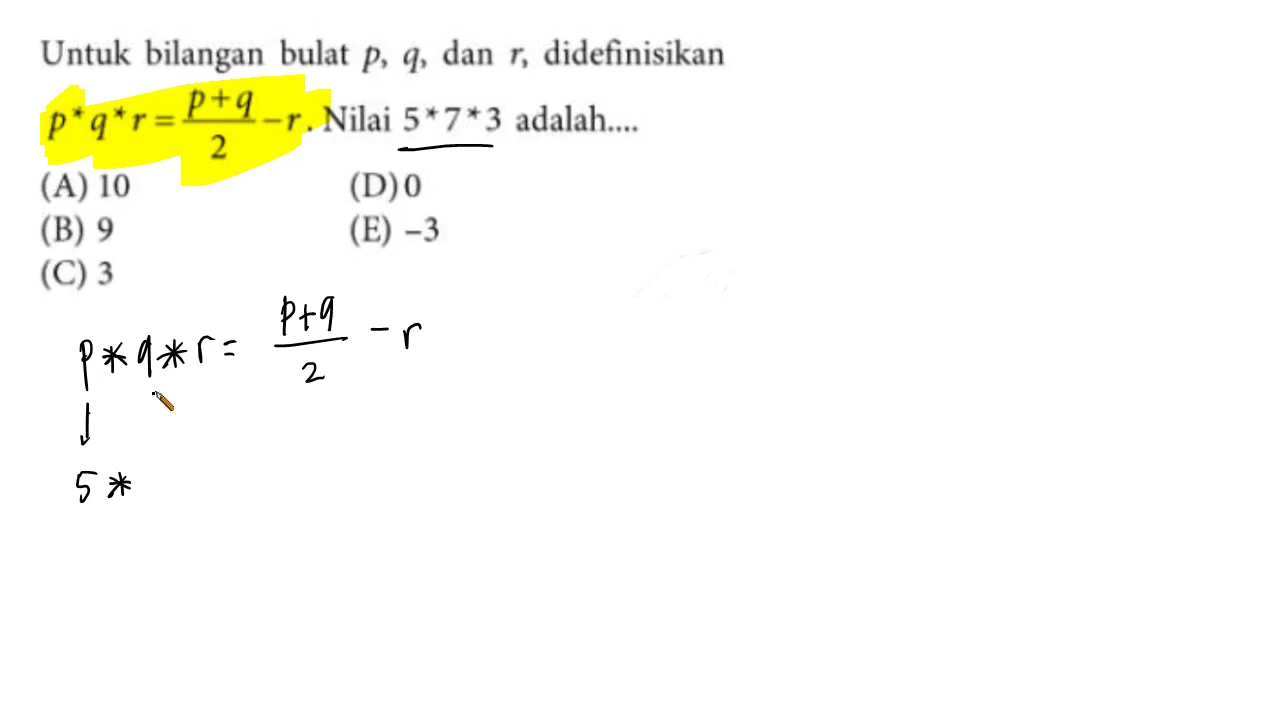 Untuk bilangan bulat p, q, dan r, didefinisikan
p*q*r = (p+q)/2 − r. Nilai 5*7*3 adalah....
(A) 10 (D) 0
(B) 9 (E) −3
(C) 3
p*q*r = (p+q)/2 − r
↓
5 *